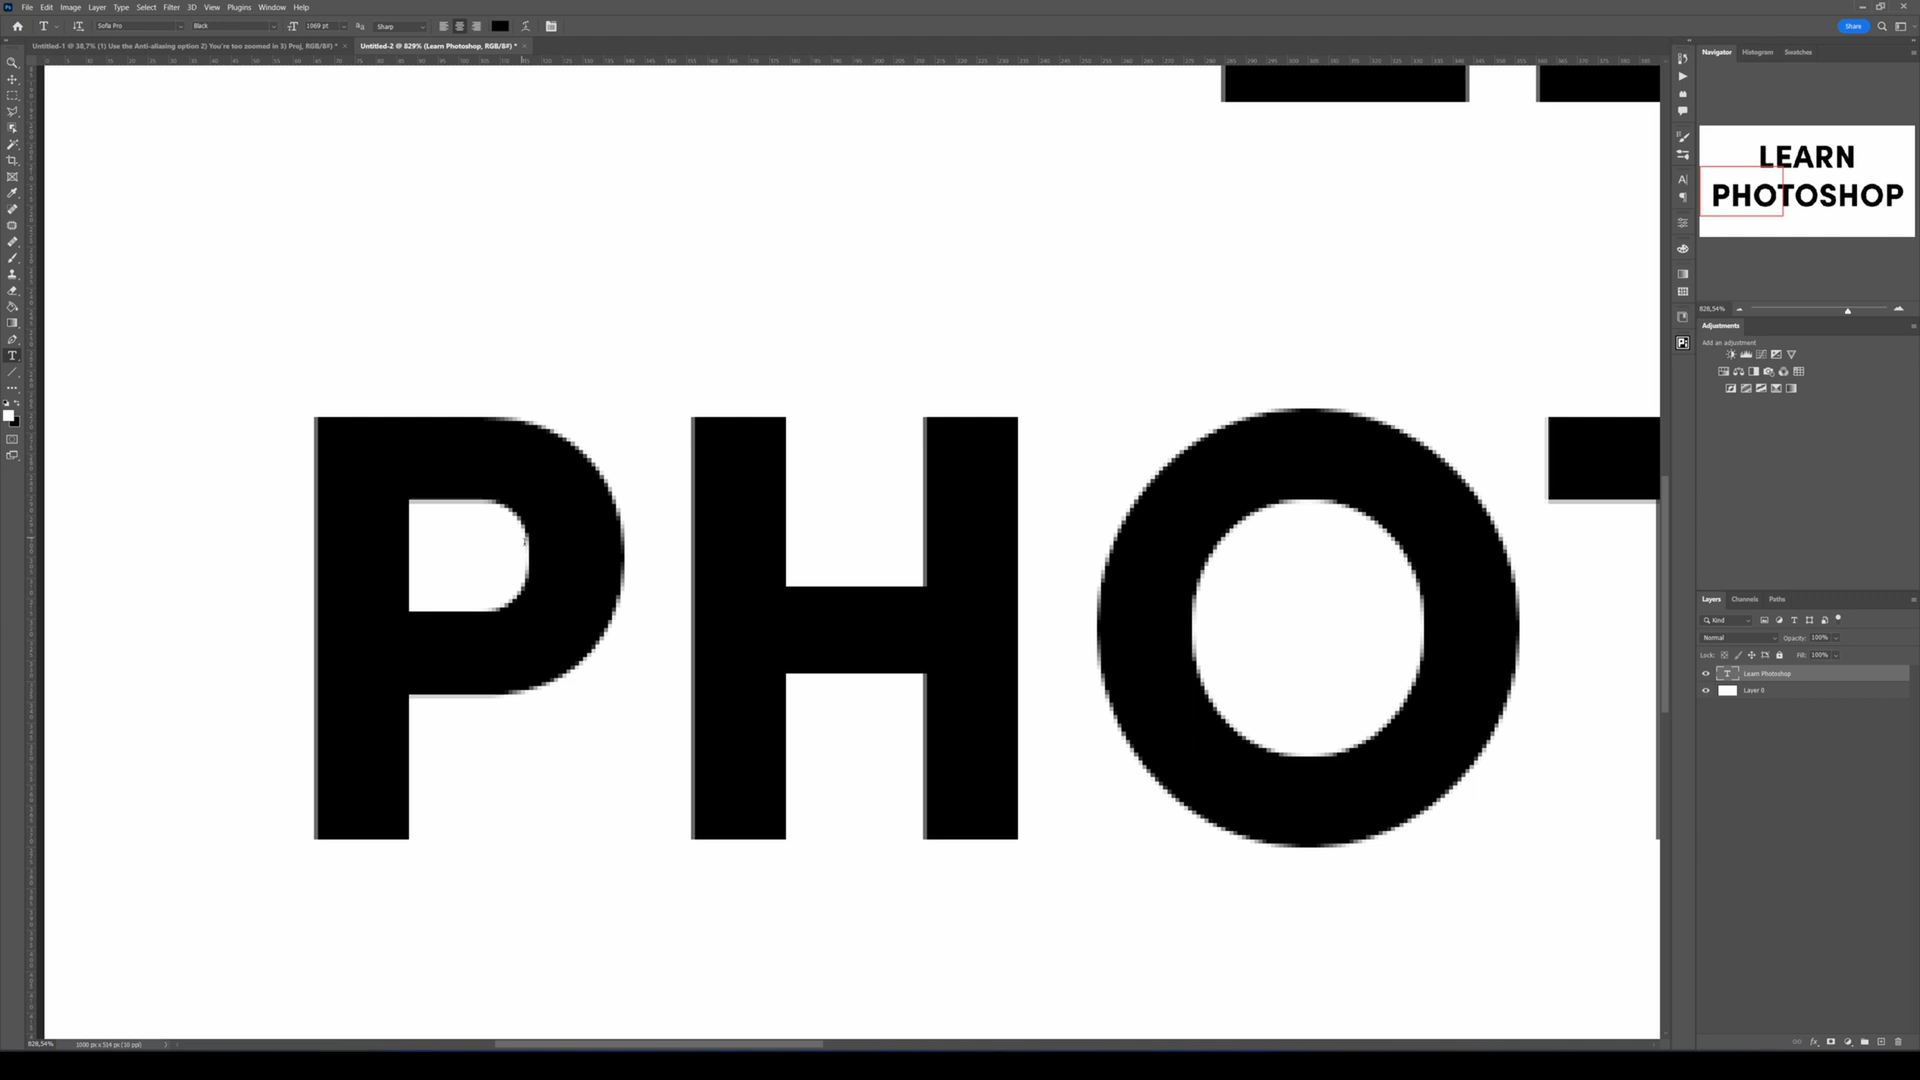 Ps File Edit Image Layer Type Select Filter 3D View Plugins Window Help
T Sofia Pro Black 1069 pt aa Sharp Share
Untitled-1 @ 38,7% (1) Use the Anti-aliasing option 2) You're too zoomed in 3) Proj, RGB/8#) * × Untitled-2 @ 829% (Learn Photoshop, RGB/8#) * ×
Navigator Histogram Swatches
LEARN
PHOTOSHOP
828,54%
Adjustments
Add an adjustment
PHOT
Layers Channels Paths
Kind
Normal Opacity: 100%
Lock: Fill: 100%
Learn Photoshop
Layer 0
828,54% 1000 px x 514 px (10 ppi)